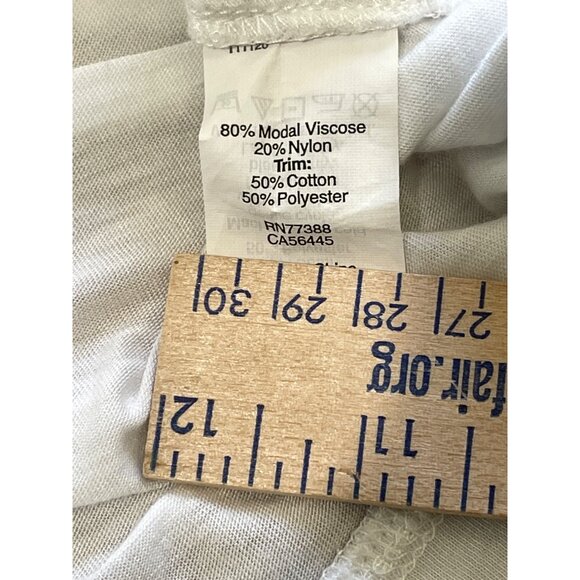 111120
80% Modal Viscose
20% Nylon
Trim:
50% Cotton
50% Polyester
RN77388
CA56445
30 29 28 27
fair.org
12 11